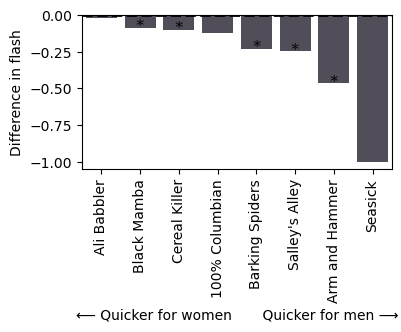 Difference in flash
0.00
−0.25
−0.50
−0.75
−1.00
*
*
*
*
*
Ali Babbler
Black Mamba
Cereal Killer
100% Columbian
Barking Spiders
Salley's Alley
Arm and Hammer
Seasick
⟵ Quicker for women
Quicker for men ⟶